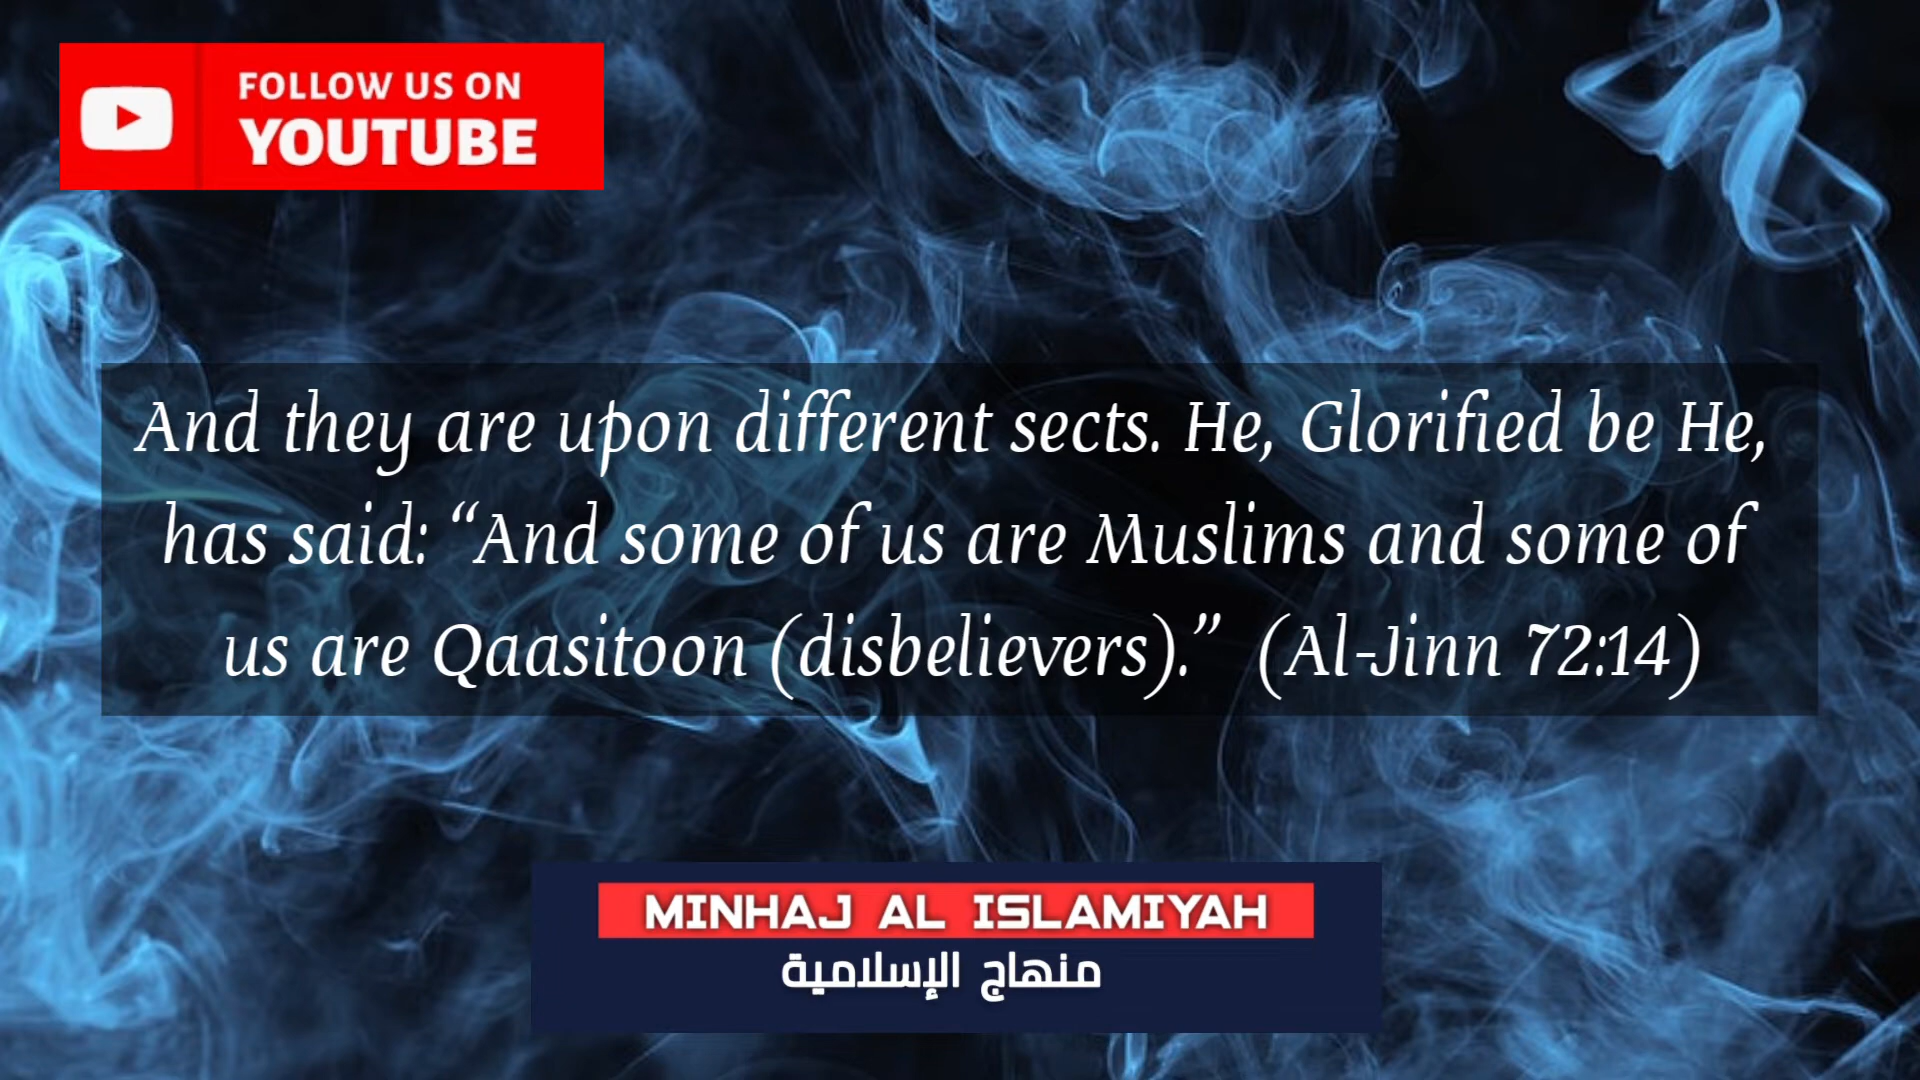 FOLLOW US ON
YOUTUBE
And they are upon different sects. He, Glorified be He,
has said: “And some of us are Muslims and some of
us are Qaasitoon (disbelievers).” (Al-Jinn 72:14)
MINHAJ AL ISLAMIYAH
منهاج الإسلامية